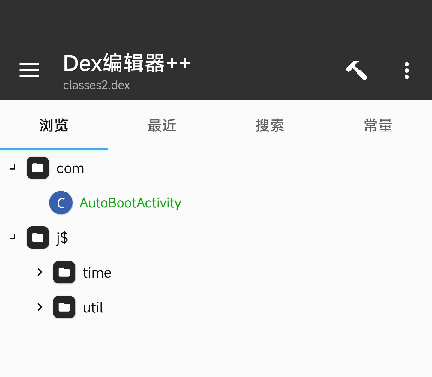 Dex编辑器++
classes2.dex
浏览 最近 搜索 常量
com
C AutoBootActivity
j$
time
util